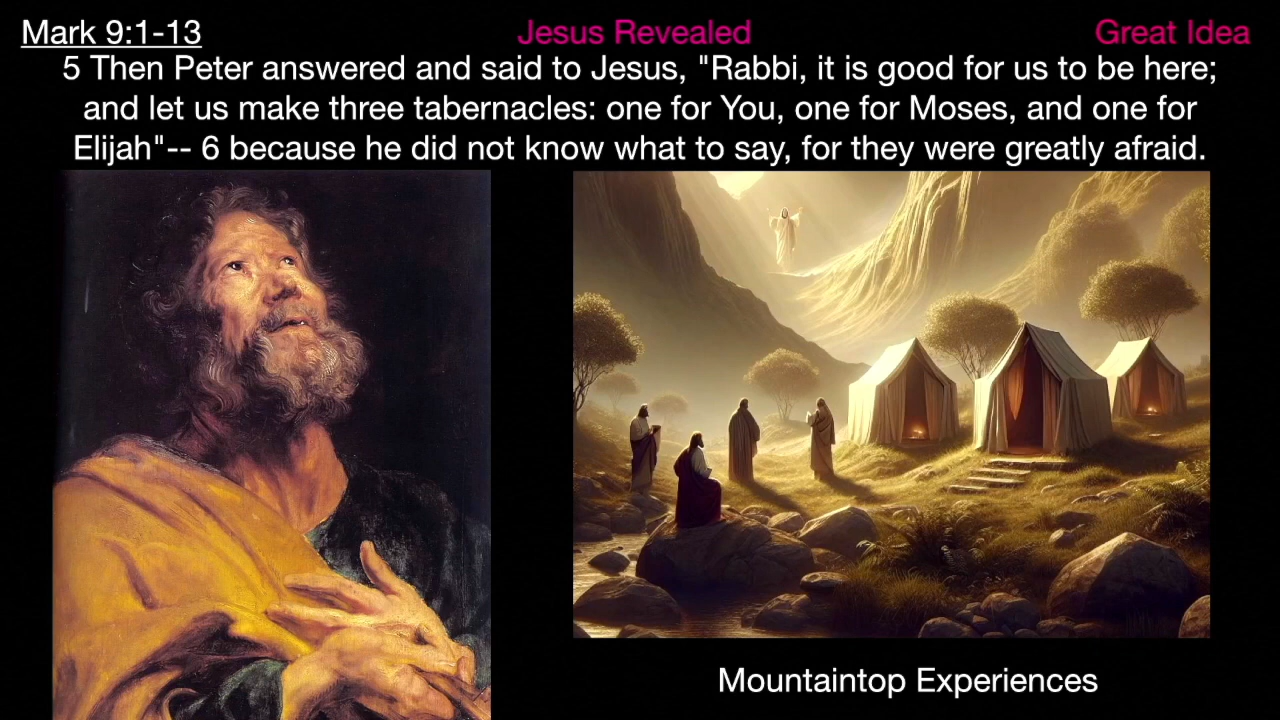 Mark 9:1-13 Jesus Revealed Great Idea
5 Then Peter answered and said to Jesus, "Rabbi, it is good for us to be here;
and let us make three tabernacles: one for You, one for Moses, and one for
Elijah"-- 6 because he did not know what to say, for they were greatly afraid.
Mountaintop Experiences